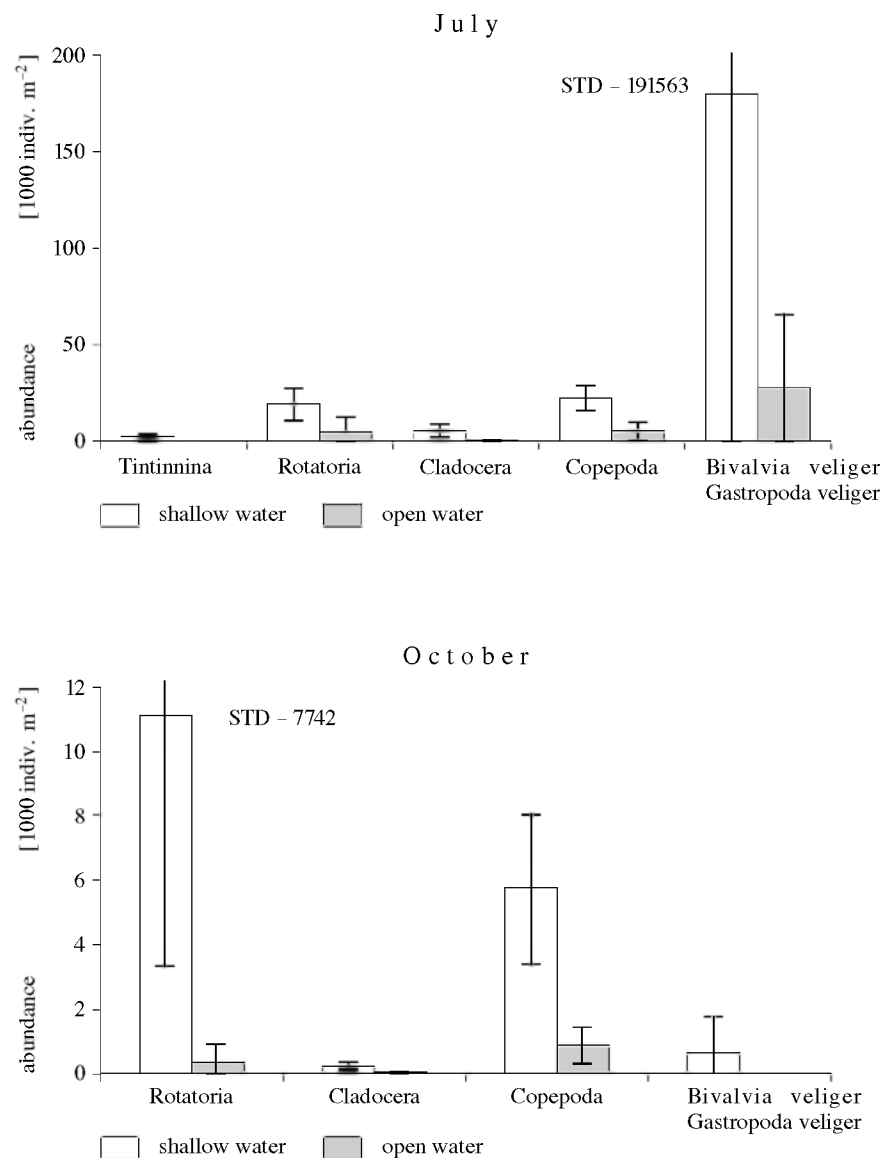 July
[1000 indiv. m⁻²]
abundance
200
150
100
50
0
STD – 191563
Tintinnina
Rotatoria
Cladocera
Copepoda
Bivalvia veliger
Gastropoda veliger
shallow water
open water
October
[1000 indiv. m⁻²]
abundance
12
10
8
6
4
2
0
STD – 7742
Rotatoria
Cladocera
Copepoda
Bivalvia veliger
Gastropoda veliger
shallow water
open water